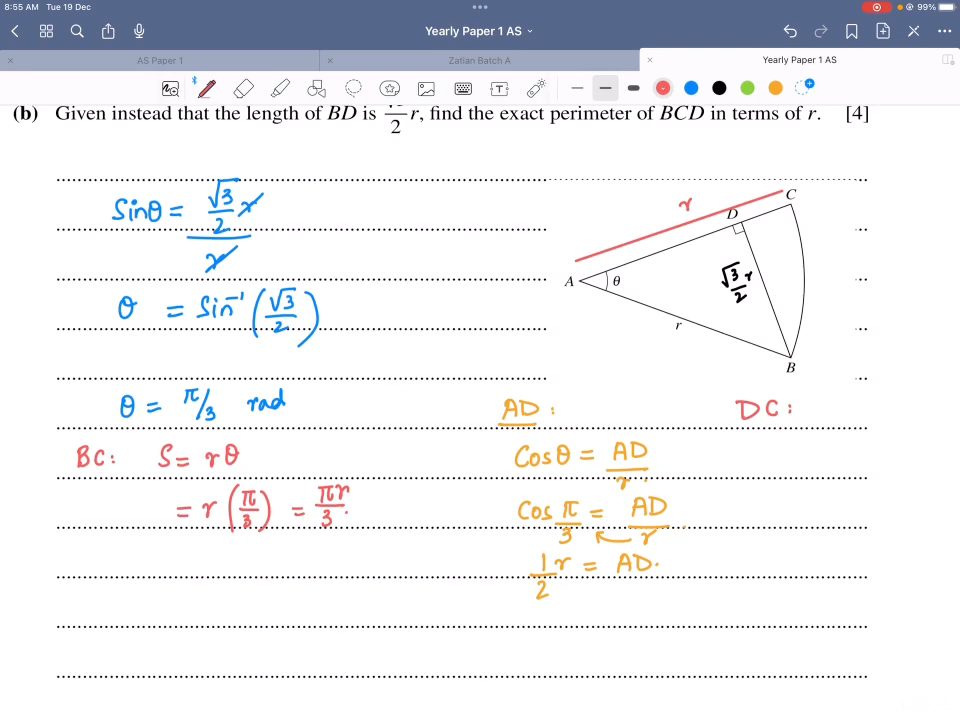 8:55 AM Tue 19 Dec
99%
Yearly Paper 1 AS
AS Paper 1
Zatian Batch A
Yearly Paper 1 AS
(b) Given instead that the length of BD is √3/2 r, find the exact perimeter of BCD in terms of r. [4]
Sinθ = (√3/2 r)/r
θ = Sin⁻¹(√3/2)
θ = π/3 rad
r
C
D
A
θ
√3/2 r
r
B
BC: S = rθ
= r(π/3) = πr/3.
AD:
Cosθ = AD/r.
Cos π/3 = AD/r.
1/2 r = AD.
DC: